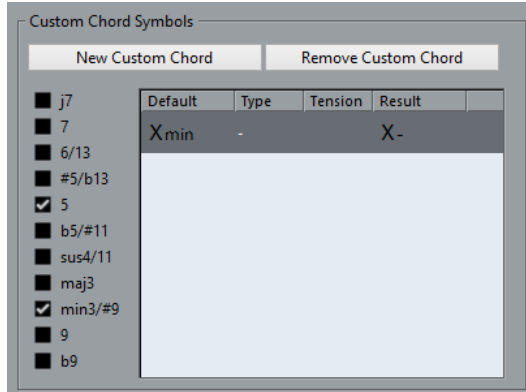 Custom Chord Symbols
New Custom Chord Remove Custom Chord
j7
7
6/13
#5/b13
5
b5/#11
sus4/11
maj3
min3/#9
9
b9
Default Type Tension Result
Xmin - X-